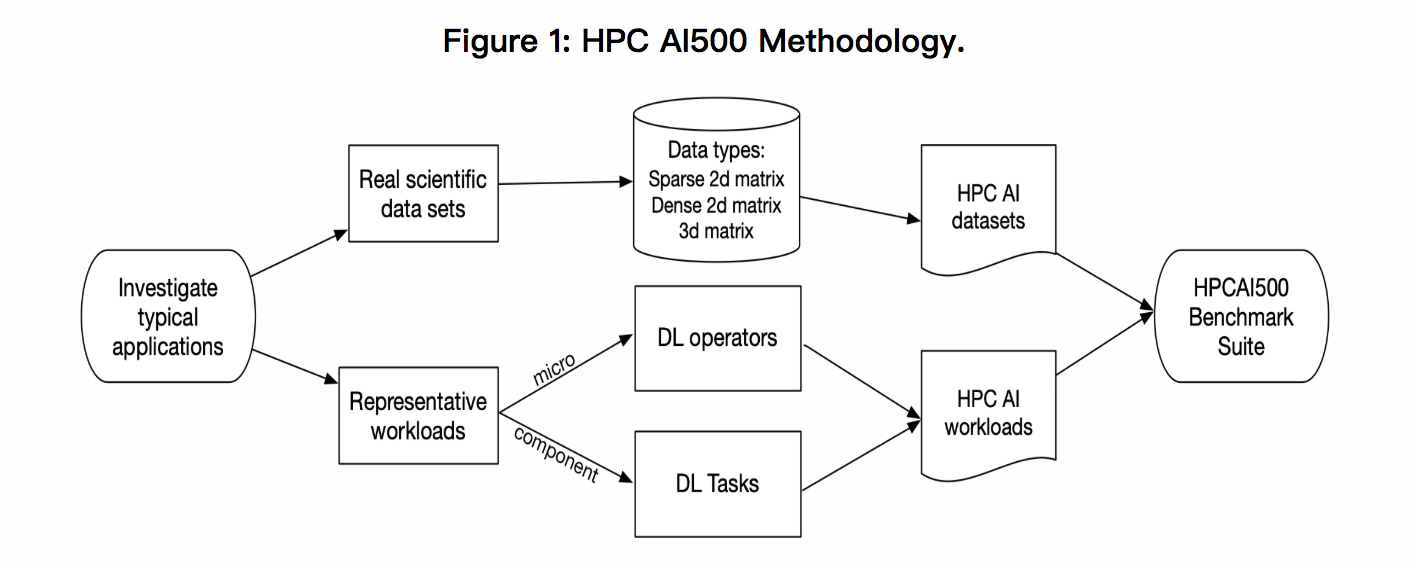 Figure 1: HPC AI500 Methodology.
Investigate
typical
applications
Real scientific
data sets
Data types:
Sparse 2d matrix
Dense 2d matrix
3d matrix
HPC AI
datasets
Representative
workloads
micro
component
DL operators
DL Tasks
HPC AI
workloads
HPCAI500
Benchmark
Suite